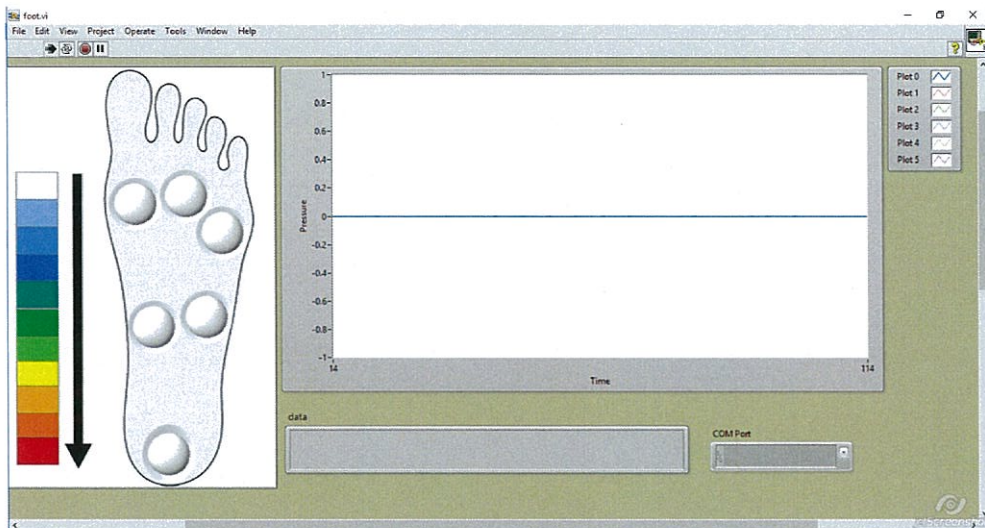 foot.vi
File Edit View Project Operate Tools Window Help
Plot 0
Plot 1
Plot 2
Plot 3
Plot 4
Plot 5
1
0.8
0.6
0.4
0.2
0
-0.2
-0.4
-0.6
-0.8
-1
Pressure
14 114
Time
data
COM Port